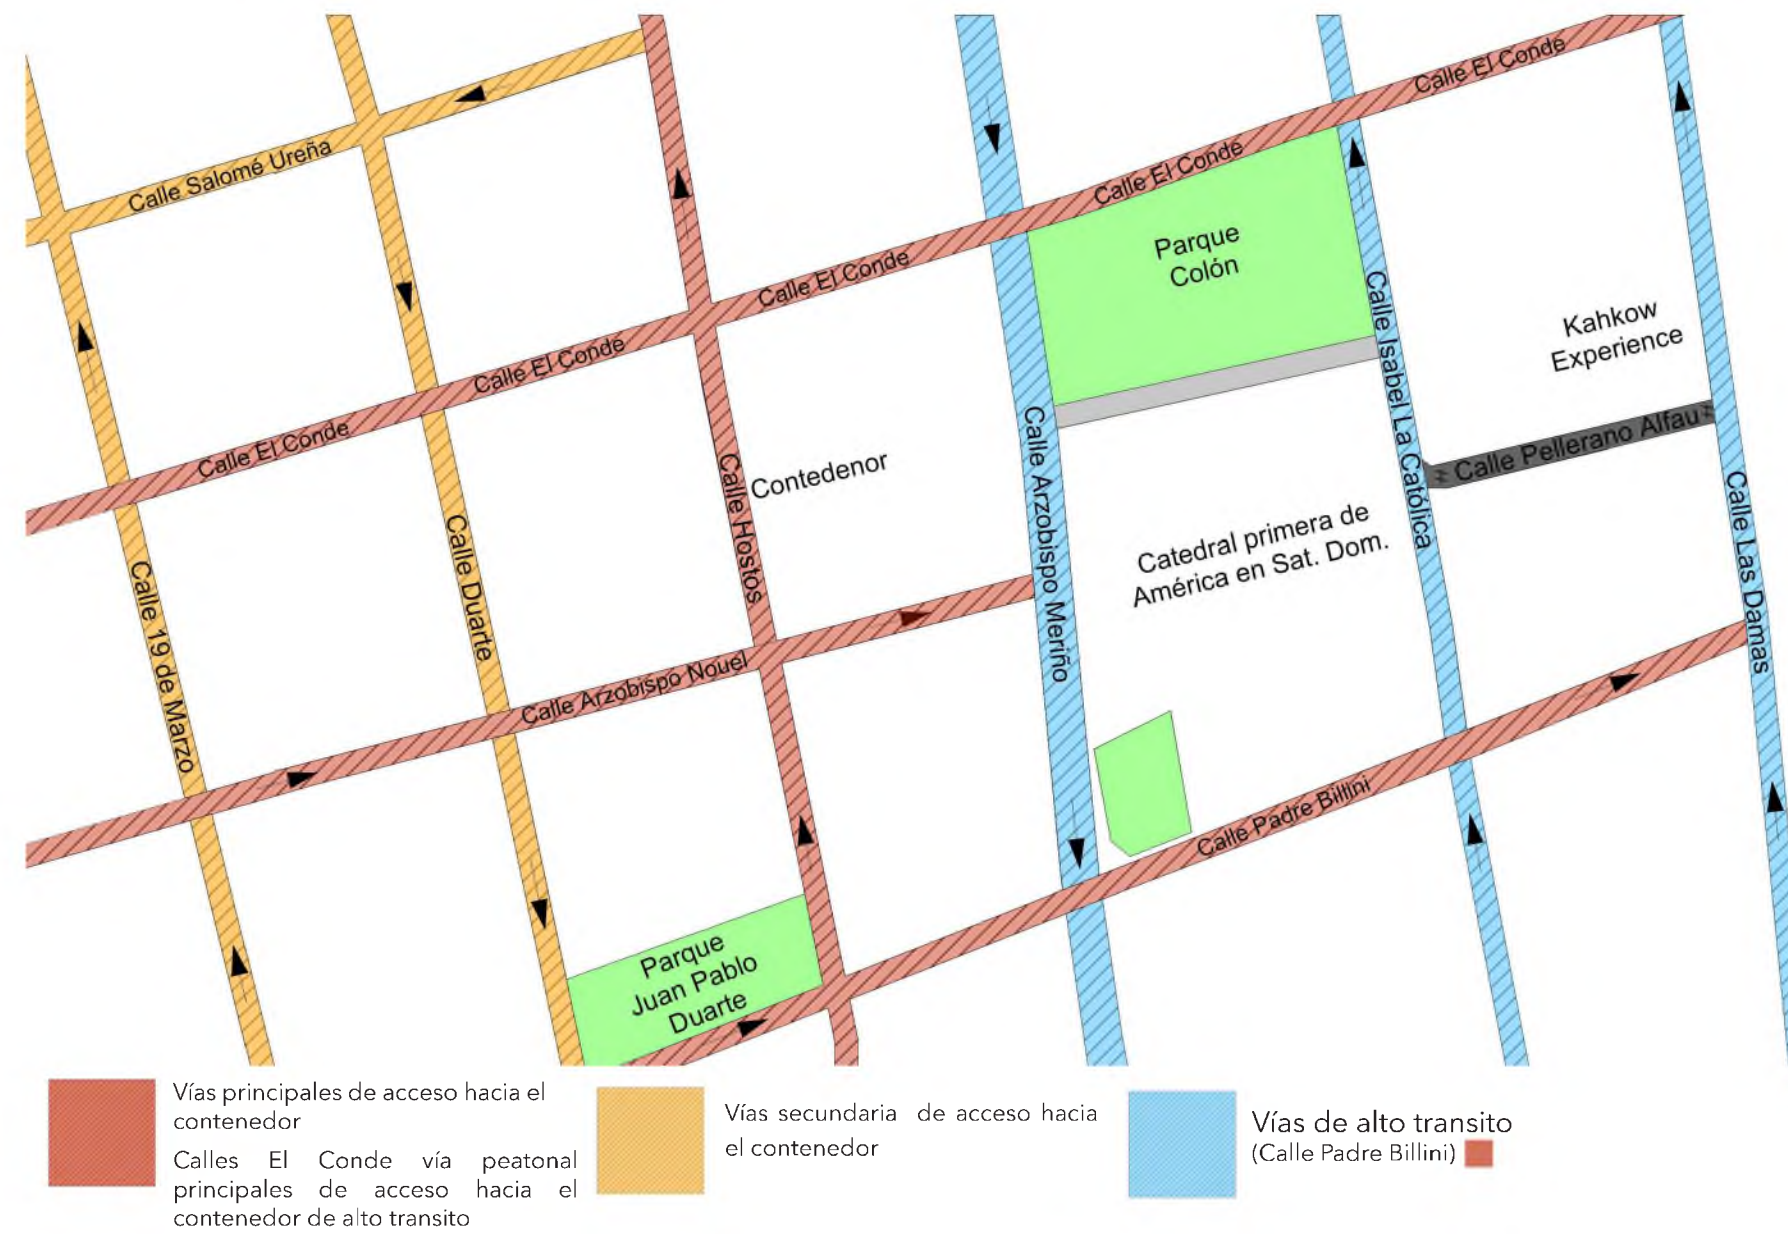 Calle El Conde
Calle Salomé Ureña
Calle El Conde
Parque
Colón
Calle El Conde
Calle Isabel La Católica
Kahkow
Experience
Calle El Conde
Calle El Conde
Calle Arzobispo Meriño
Calle Pellerano Alfau
Calle Hostos
Contedenor
Calle Las Damas
Calle Duarte
Catedral primera de
América en Sat. Dom.
Calle 19 de Marzo
Calle Arzobispo Nouel
Calle Padre Billini
Parque
Juan Pablo
Duarte
Vías principales de acceso hacia el
contenedor
Calles El Conde vía peatonal
principales de acceso hacia el
contenedor de alto transito
Vías secundaria de acceso hacia
el contenedor
Vías de alto transito
(Calle Padre Billini)